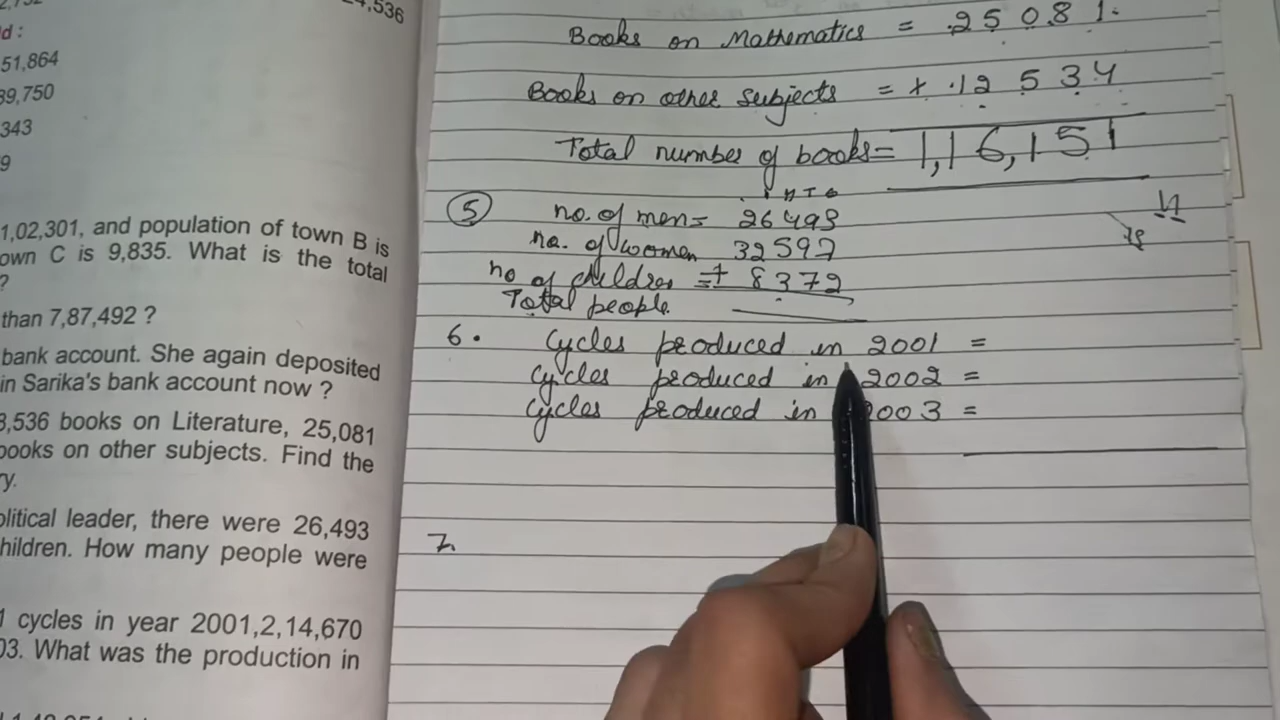 4,536
d :
51,864
39,750
343
9
1,02,301, and population of town B is
own C is 9,835. What is the total
?
than 7,87,492 ?
bank account. She again deposited
in Sarika's bank account now ?
3,536 books on Literature, 25,081
books on other subjects. Find the
ry.
olitical leader, there were 26,493
hildren. How many people were
1 cycles in year 2001,2,14,670
03. What was the production in
Books on Mathematics = 25081.
Books on other subjects = + 12534
Total number of books = 1,16,151
H T O
5 no. of men = 26493
no. of women 32597
no of children = + 8372
Total people
6. Cycles produced in 2001 =
Cycles produced in 2002 =
Cycles produced in 2003 =
7.